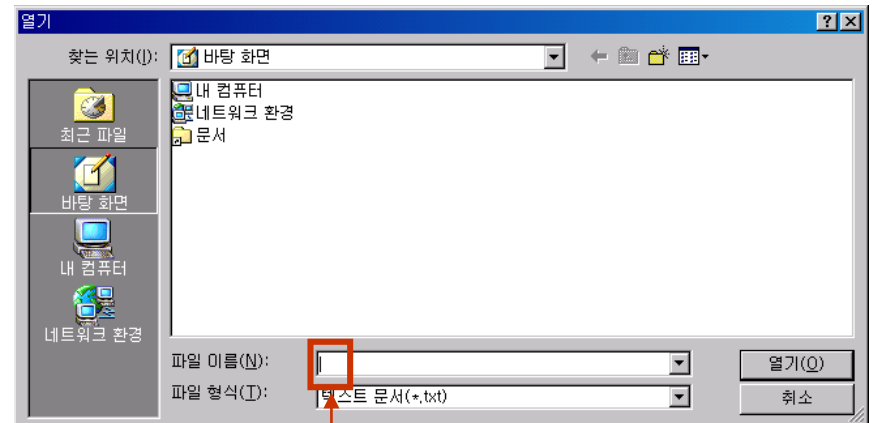 열기
찾는 위치(I): 바탕 화면
최근 파일
바탕 화면
내 컴퓨터
네트워크 환경
내 컴퓨터
네트워크 환경
문서
파일 이름(N):
열기(O)
파일 형식(T): 텍스트 문서(*.txt)
취소